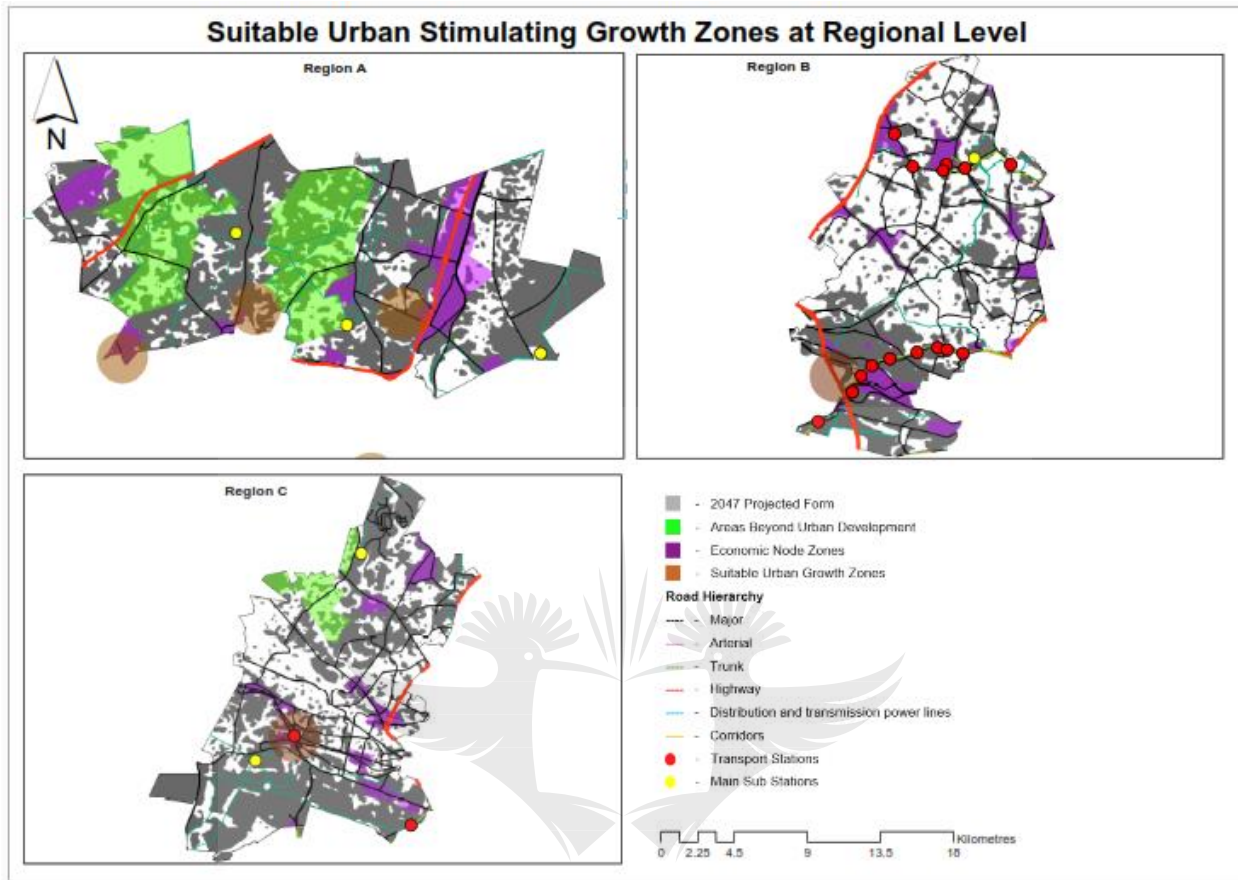 Suitable Urban Stimulating Growth Zones at Regional Level
Region A
Region B
N
Region C
- 2047 Projected Form
- Areas Beyond Urban Development
- Economic Node Zones
- Suitable Urban Growth Zones
Road Hierarchy
- Major
- Arterial
- Trunk
- Highway
- Distribution and transmission power lines
- Corridors
- Transport Stations
- Main Sub Stations
Kilometres
0 2.25 4.5 9 13.5 18